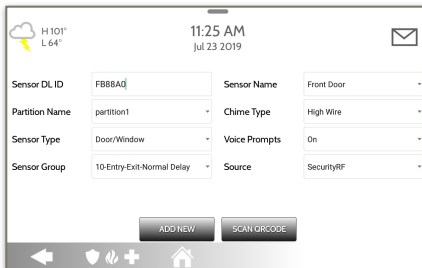 H 101°
L 64°
11:25 AM
Jul 23 2019
Sensor DL ID FB88A0 Sensor Name Front Door
Partition Name partition1 Chime Type High Wire
Sensor Type Door/Window Voice Prompts On
Sensor Group 10-Entry-Exit-Normal Delay Source SecurityRF
ADD NEW SCAN QRCODE